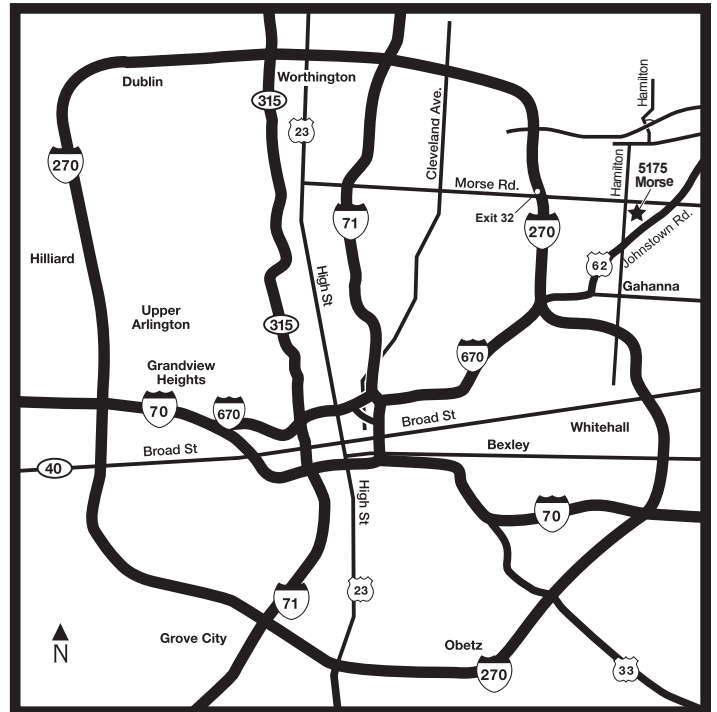 Dublin
Worthington
315
23
Cleveland Ave.
Hamilton
270
Hamilton
5175
Morse
Morse Rd.
Exit 32
71
270
Johnstown Rd.
62
Hilliard
High St
Gahanna
Upper
Arlington
315
Grandview
Heights
670
70
670
Broad St
Whitehall
Broad St
Bexley
40
High St
70
23
71
N
Grove City
Obetz
270
33